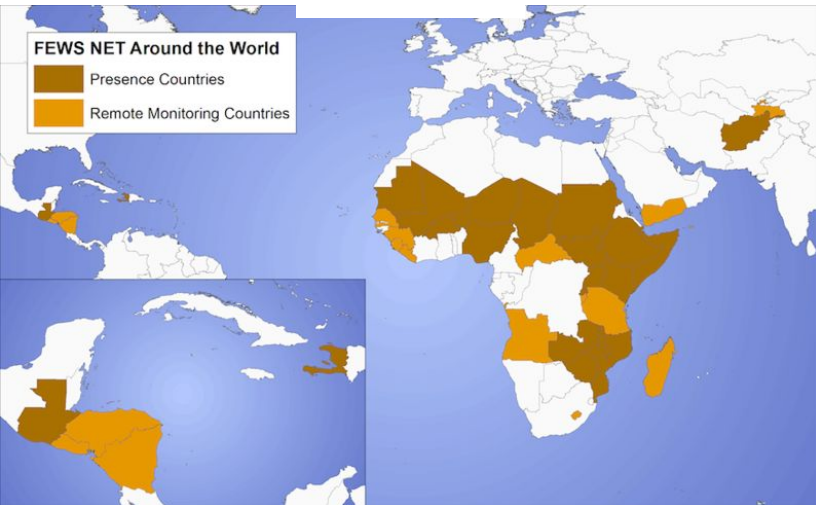 FEWS NET Around the World
Presence Countries
Remote Monitoring Countries